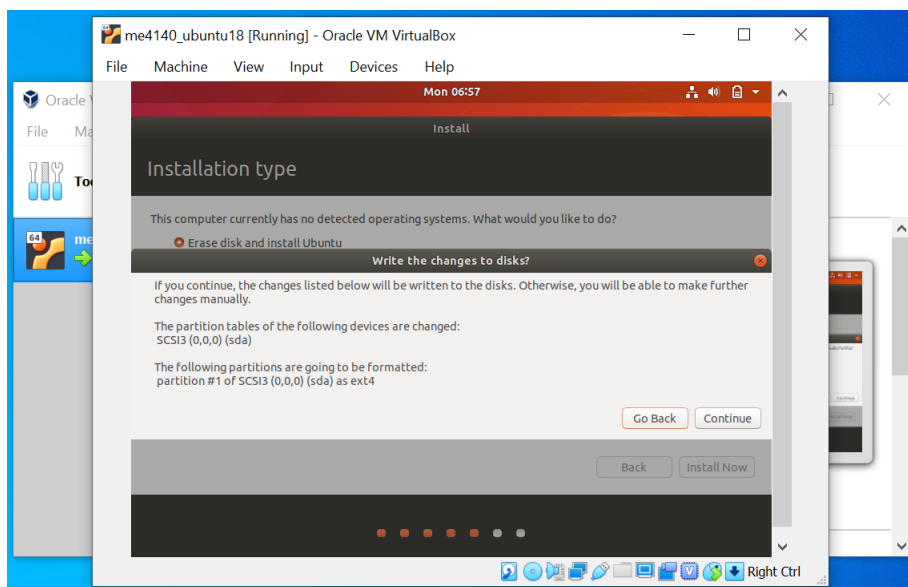 me4140_ubuntu18 [Running] - Oracle VM VirtualBox
File Machine View Input Devices Help
Oracle
File
Mon 06:57
Install
Installation type
This computer currently has no detected operating systems. What would you like to do?
Erase disk and install Ubuntu
64
me
Write the changes to disks?
If you continue, the changes listed below will be written to the disks. Otherwise, you will be able to make further
changes manually.
The partition tables of the following devices are changed:
SCSI3 (0,0,0) (sda)
The following partitions are going to be formatted:
partition #1 of SCSI3 (0,0,0) (sda) as ext4
Go Back Continue
Back Install Now
Right Ctrl